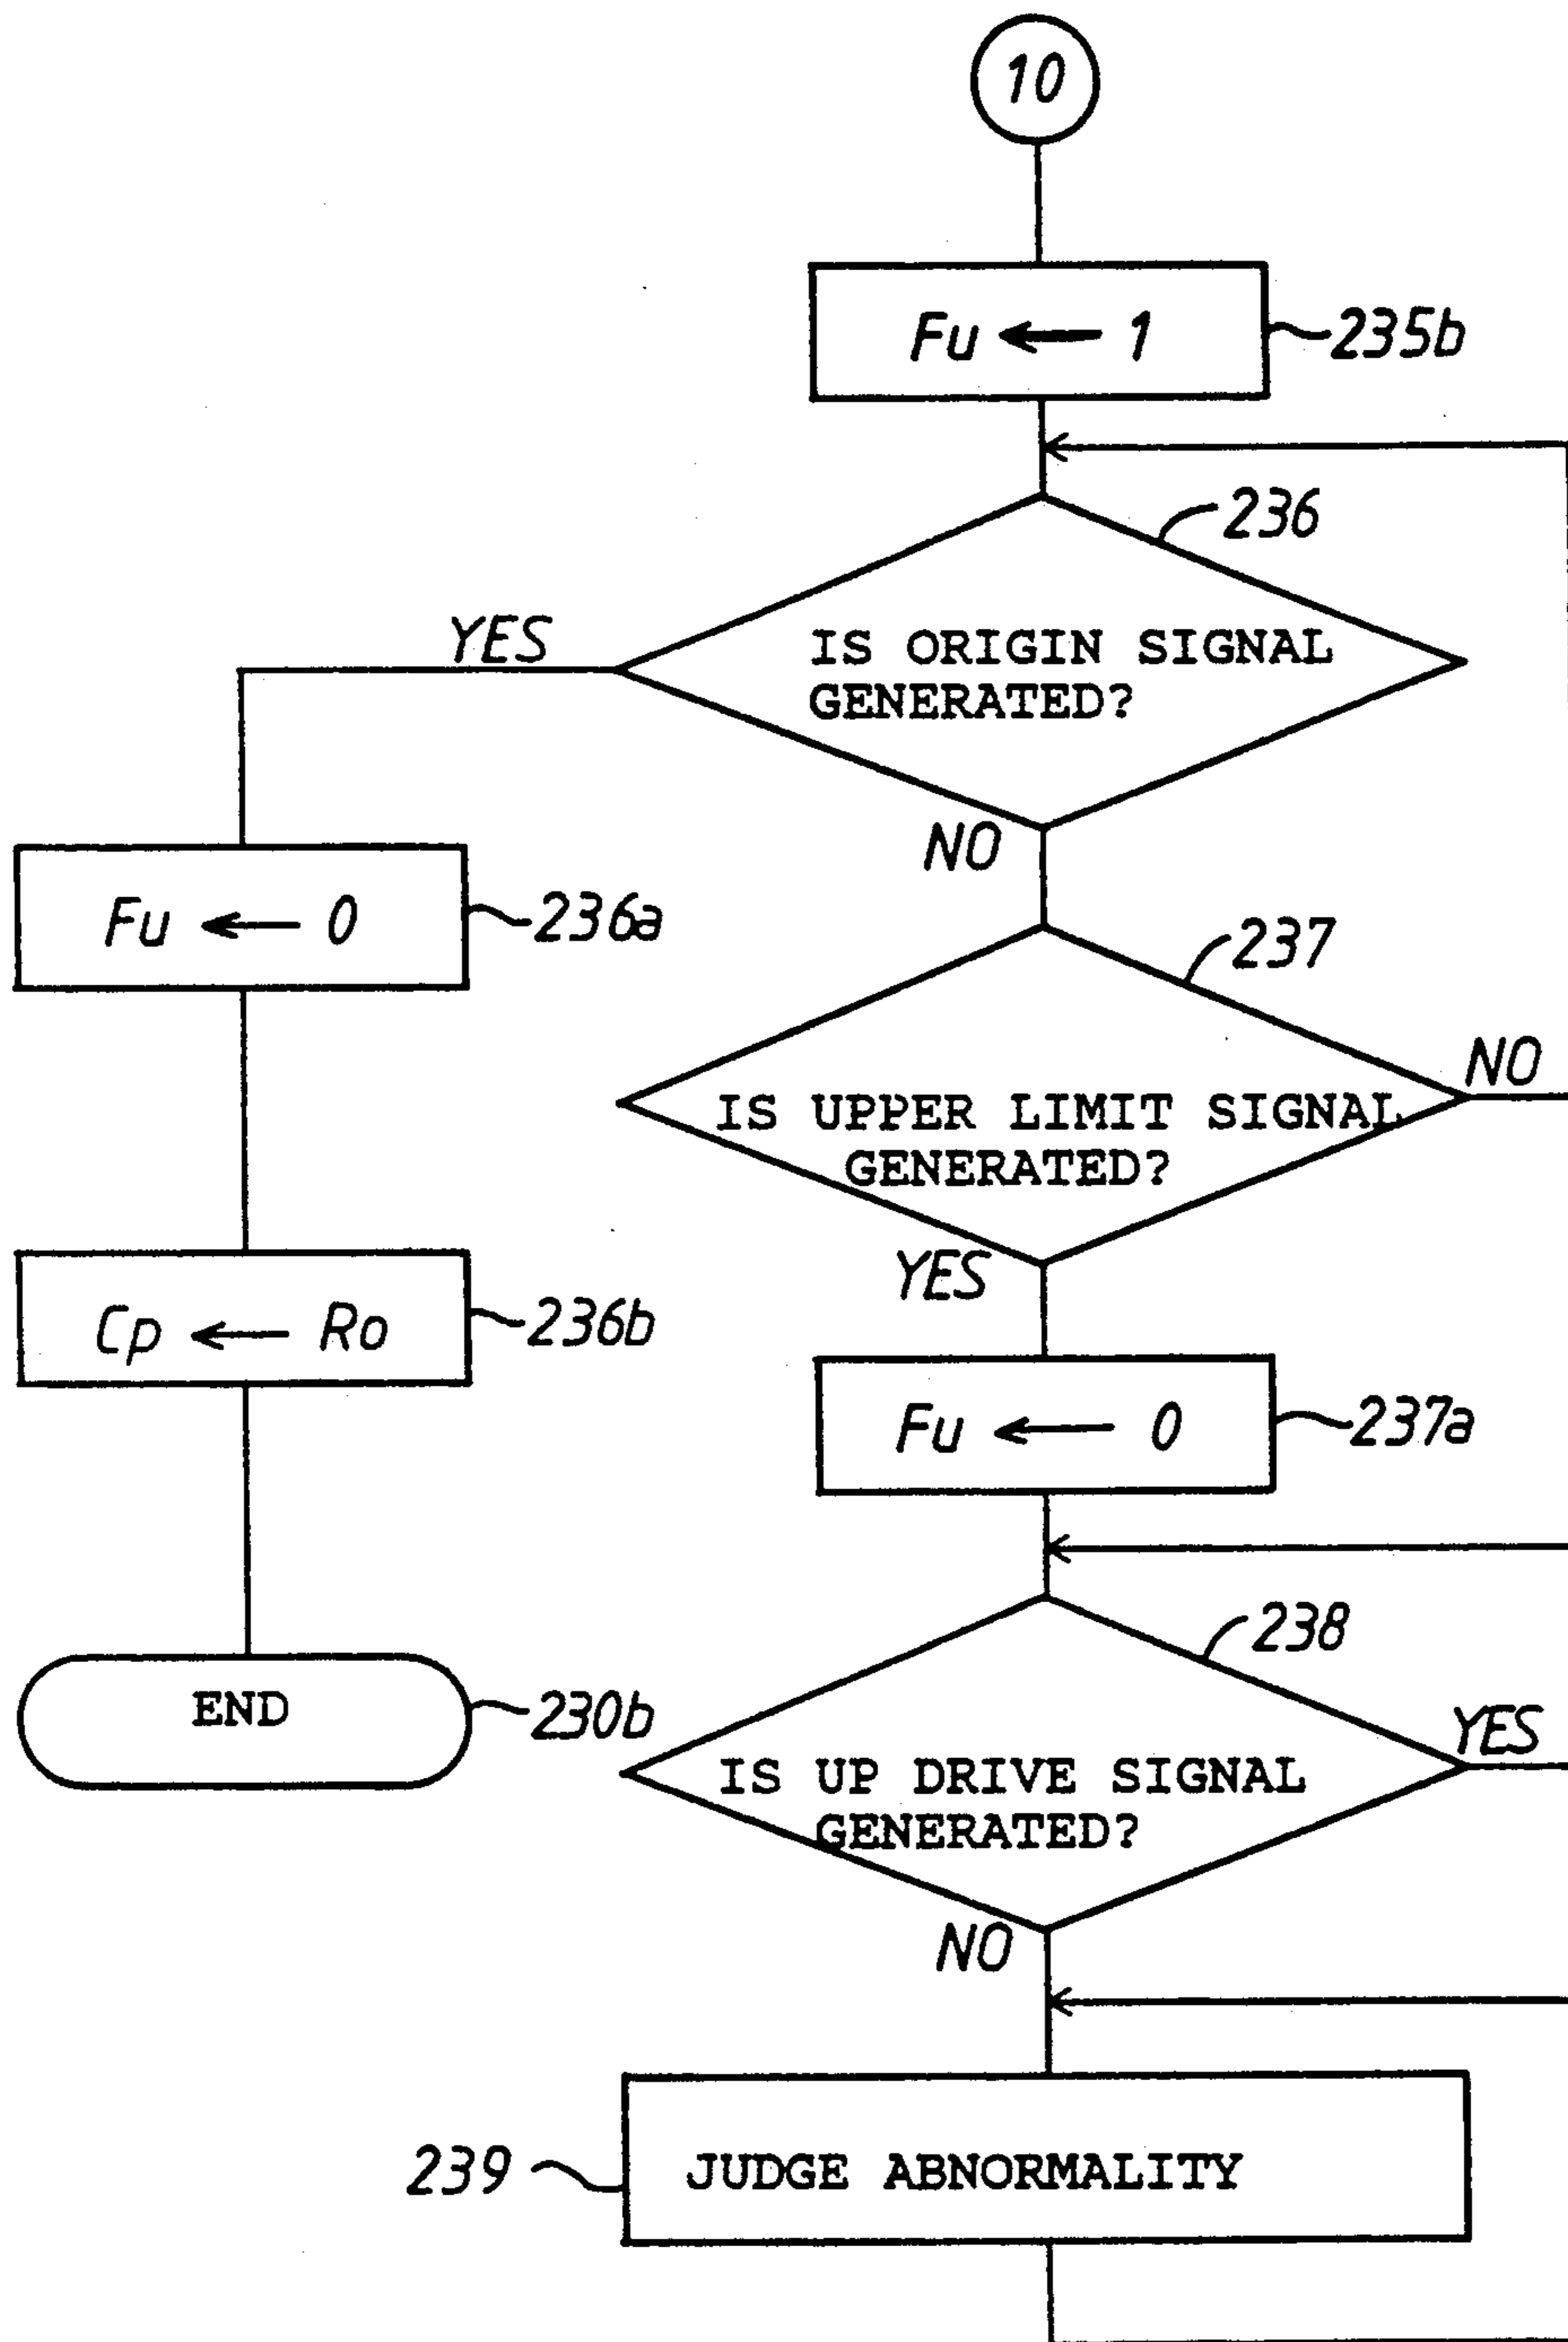 10
Fu ← 1
235b
236
YES
IS ORIGIN SIGNAL
GENERATED?
NO
Fu ← 0
236a
237
NO
IS UPPER LIMIT SIGNAL
GENERATED?
YES
Cp ← Ro
236b
Fu ← 0
237a
238
END
230b
YES
IS UP DRIVE SIGNAL
GENERATED?
NO
239
JUDGE ABNORMALITY